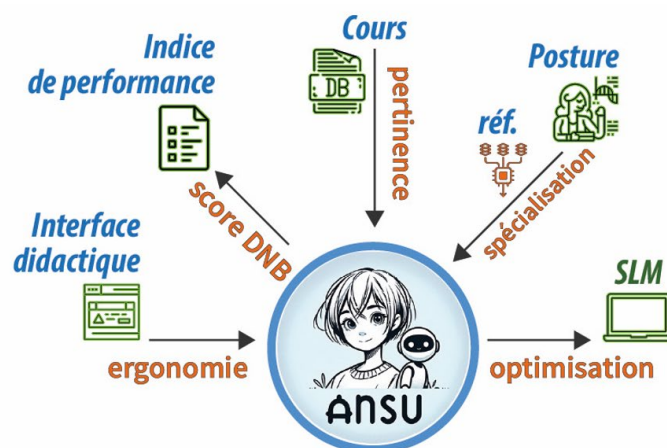 Cours
Indice
de performance
DB
pertinence
Posture
réf.
spécialisation
score DNB
Interface
didactique
ergonomie
SLM
optimisation
ANSU